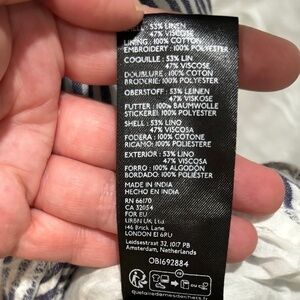 53% LINEN
47% VISCOSE
LINING : 100% COTTON
EMBROIDERY : 100% POLYESTER
COQUILLE : 53% LIN
47% VISCOSE
DOUBLURE : 100% COTON
BRODERIE: 100% POLYESTER
OBERSTOFF : 53% LEINEN
47% VISKOSE
FUTTER : 100% BAUMWOLLE
STICKEREI: 100% POLYESTER
SHELL : 53% LINO
47% VISCOSA
FODERA : 100% COTONE
RICAMO: 100% POLIESTERE
EXTERIOR : 53% LINO
47% VISCOSA
FORRO : 100% ALGODÓN
BORDADO: 100% POLIÉSTER
MADE IN INDIA
HECHO EN INDIA
RN 66170
CA 32054
FOR EU
URBN UK Ltd.
146 Brick Lane,
LONDON E1 6RU
Leidsestraat 32, 1017 PB
Amsterdam, Netherlands
OB1692884
FR
quefairedemesdechets.fr